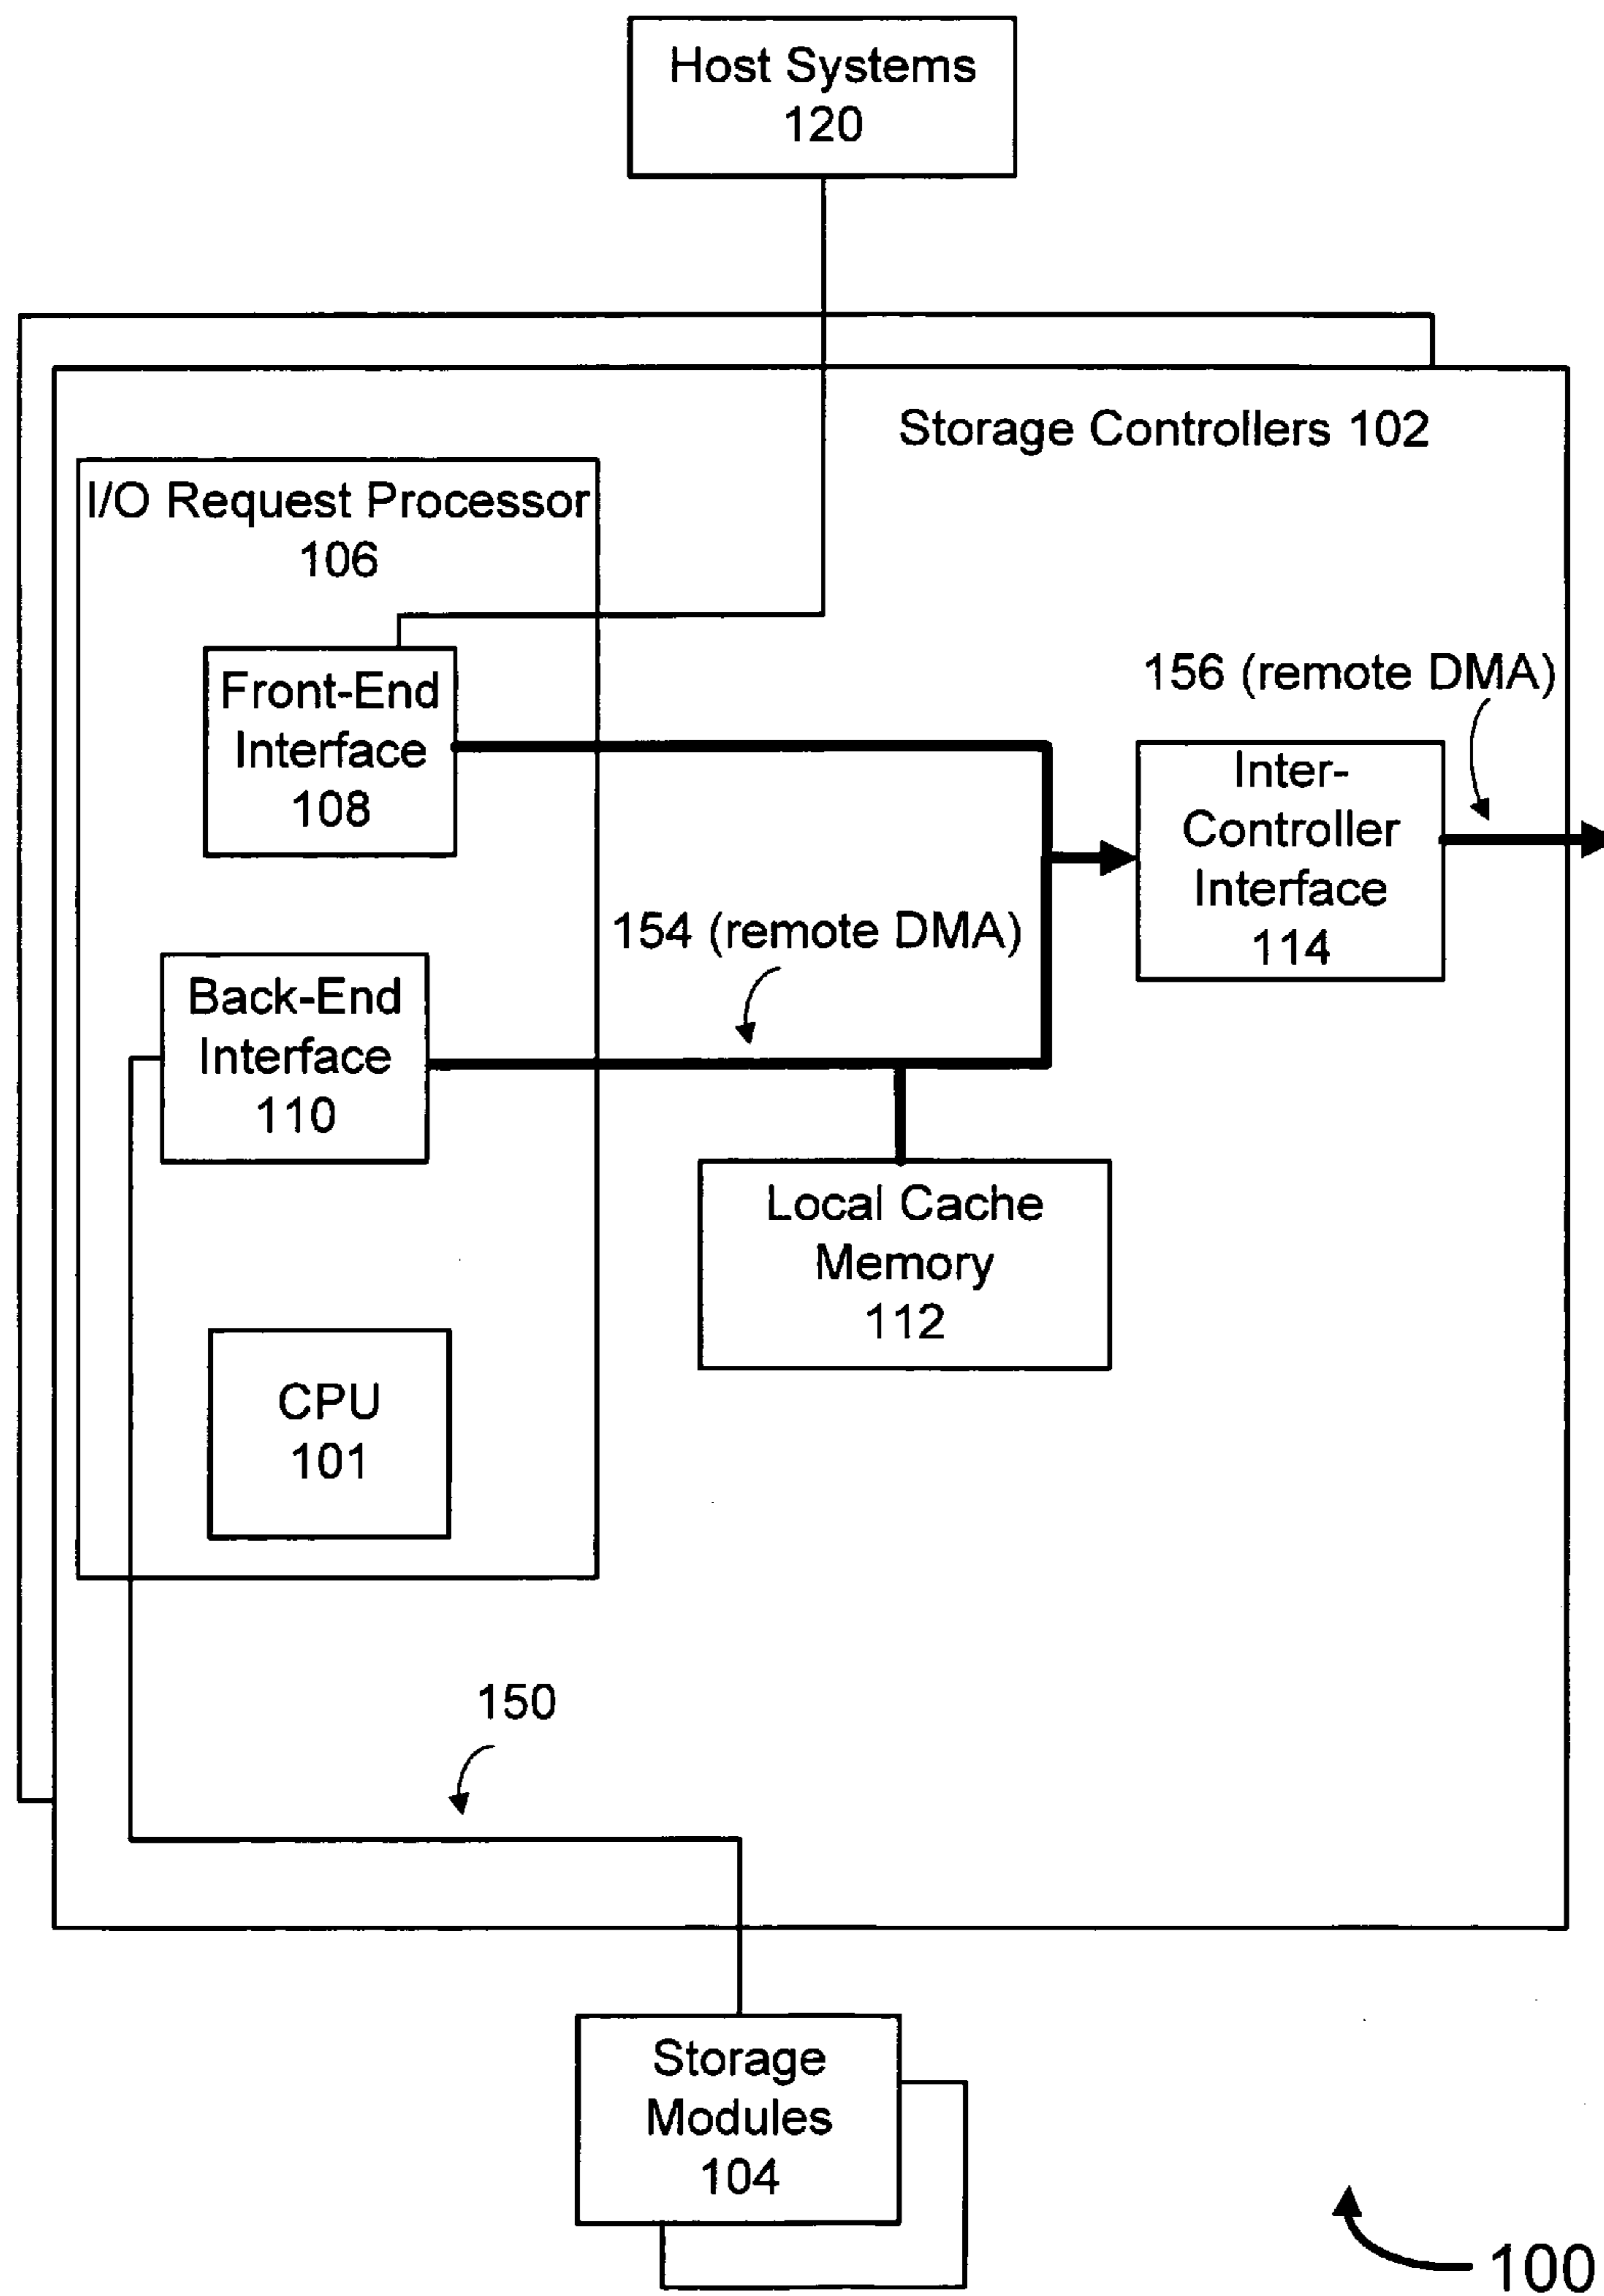 Host Systems
120
Storage Controllers 102
I/O Request Processor
106
Front-End
Interface
108
156 (remote DMA)
Inter-
Controller
Interface
114
154 (remote DMA)
Back-End
Interface
110
Local Cache
Memory
112
CPU
101
150
Storage
Modules
104
100